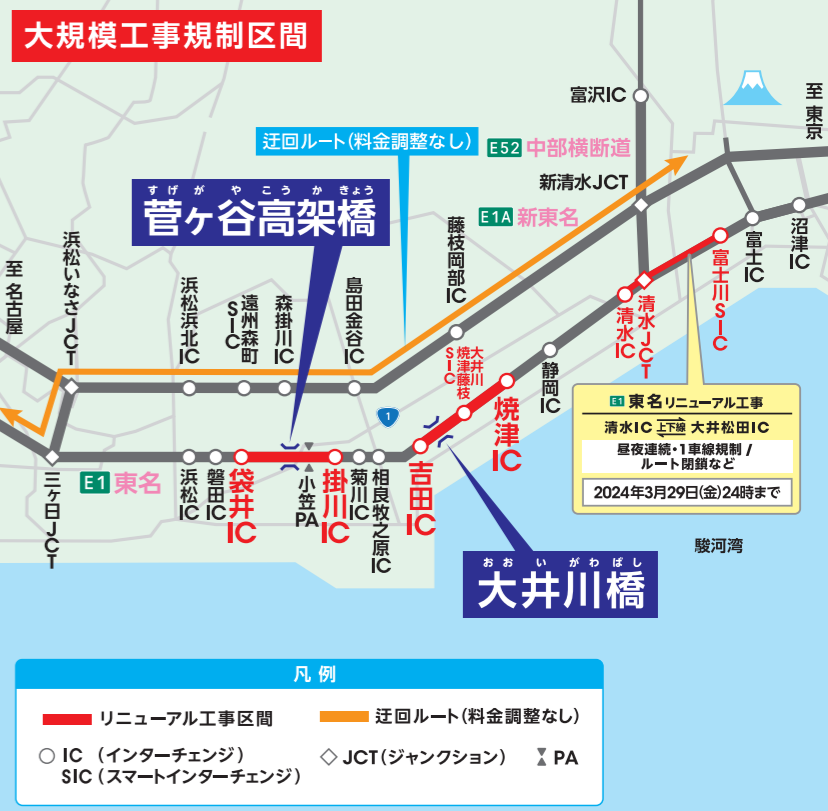 大規模工事規制区間
富沢IC
至 東京
迂回ルート(料金調整なし)
E52 中部横断道
新清水JCT
E1A 新東名
すげがやこうかきょう
菅ヶ谷高架橋
藤枝岡部IC
富士IC
沼津IC
至 名古屋
浜松いなさJCT
浜松浜北IC
遠州森町
SIC
森掛川IC
島田金谷IC
1
富士川SIC
清水IC
清水JCT
大井川
焼津藤枝
SIC
静岡IC
焼津IC
E1 東名リニューアル工事
清水IC 上下線 大井松田IC
昼夜連続・1車線規制 /
ルート閉鎖など
2024年3月29日(金)24時まで
三ヶ日JCT
E1 東名
浜松IC
磐田IC
袋井IC
小笠PA
掛川IC
菊川IC
相良牧之原IC
吉田IC
駿河湾
おおいがわばし
大井川橋
凡例
リニューアル工事区間
迂回ルート(料金調整なし)
IC (インターチェンジ)
SIC(スマートインターチェンジ)
JCT(ジャンクション)
PA